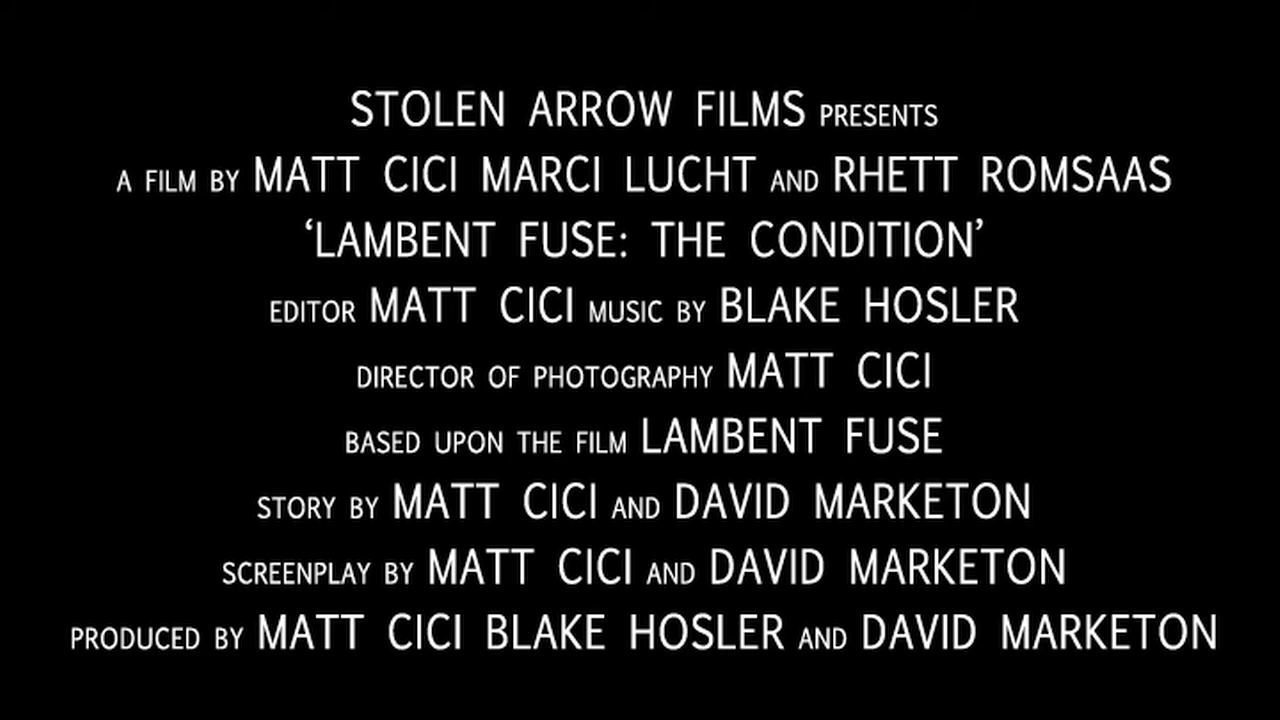 STOLEN ARROW FILMS PRESENTS
A FILM BY MATT CICI MARCI LUCHT AND RHETT ROMSAAS
‘LAMBENT FUSE: THE CONDITION’
EDITOR MATT CICI MUSIC BY BLAKE HOSLER
DIRECTOR OF PHOTOGRAPHY MATT CICI
BASED UPON THE FILM LAMBENT FUSE
STORY BY MATT CICI AND DAVID MARKETON
SCREENPLAY BY MATT CICI AND DAVID MARKETON
PRODUCED BY MATT CICI BLAKE HOSLER AND DAVID MARKETON